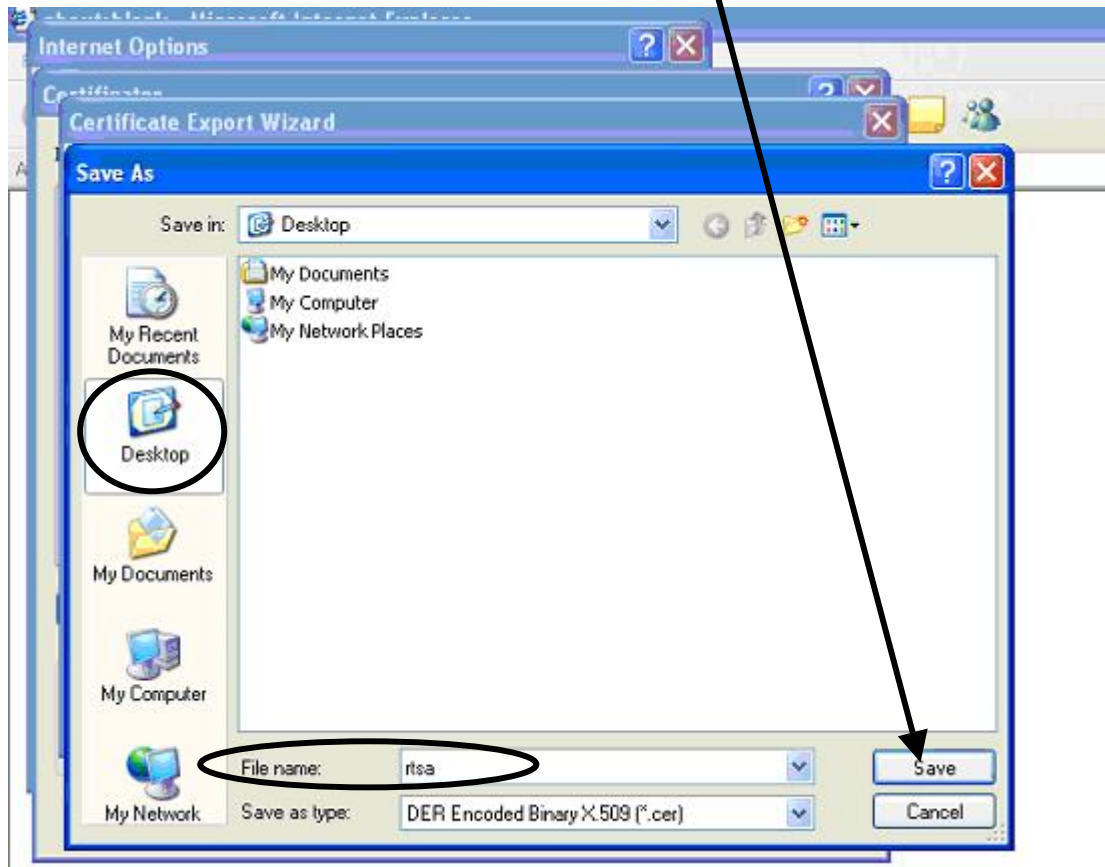 Internet Options
Certificate Export Wizard
Save As
Save in: Desktop
My Documents
My Computer
My Network Places
My Recent
Documents
Desktop
My Documents
My Computer
My Network
File name: rtsa
Save
Save as type: DER Encoded Binary X.509 (*.cer)
Cancel